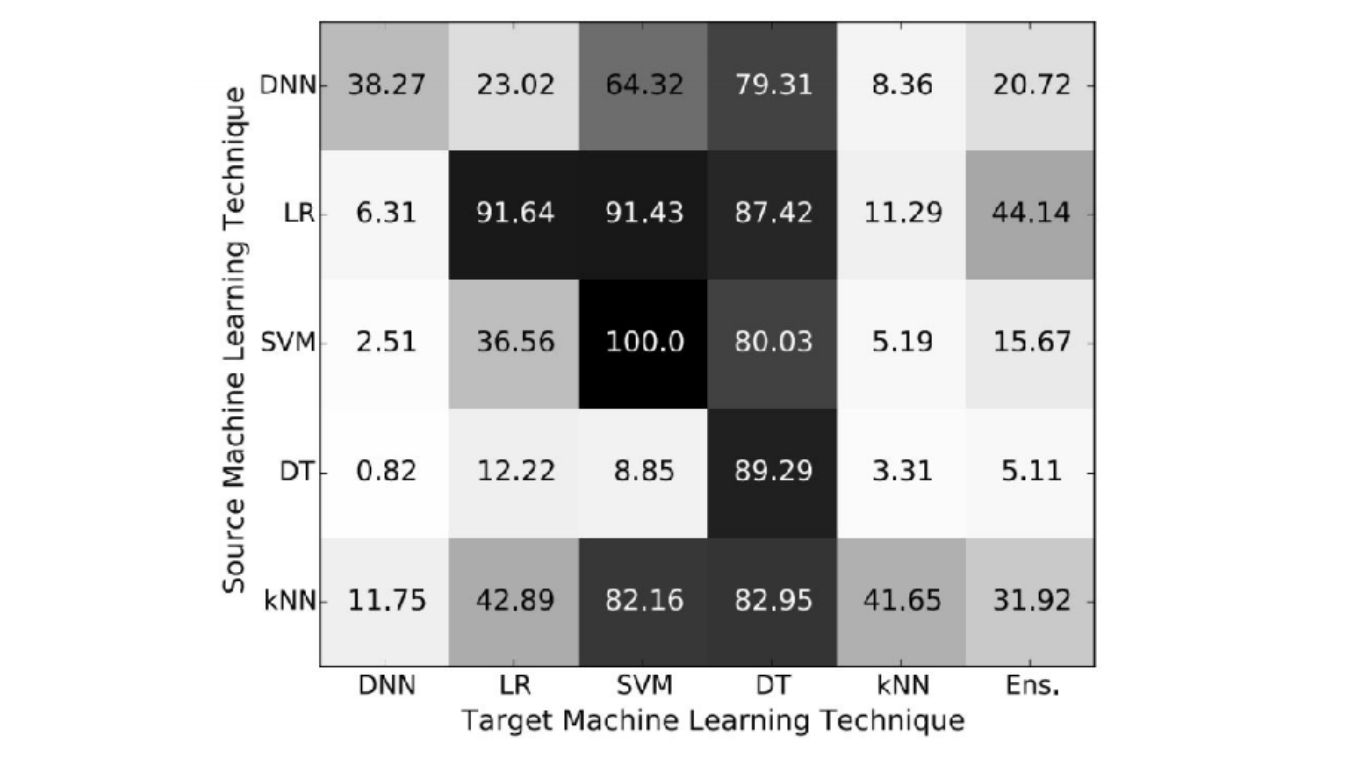 Source Machine Learning Technique
DNN 38.27 23.02 64.32 79.31 8.36 20.72
LR 6.31 91.64 91.43 87.42 11.29 44.14
SVM 2.51 36.56 100.0 80.03 5.19 15.67
DT 0.82 12.22 8.85 89.29 3.31 5.11
kNN 11.75 42.89 82.16 82.95 41.65 31.92
DNN LR SVM DT kNN Ens.
Target Machine Learning Technique